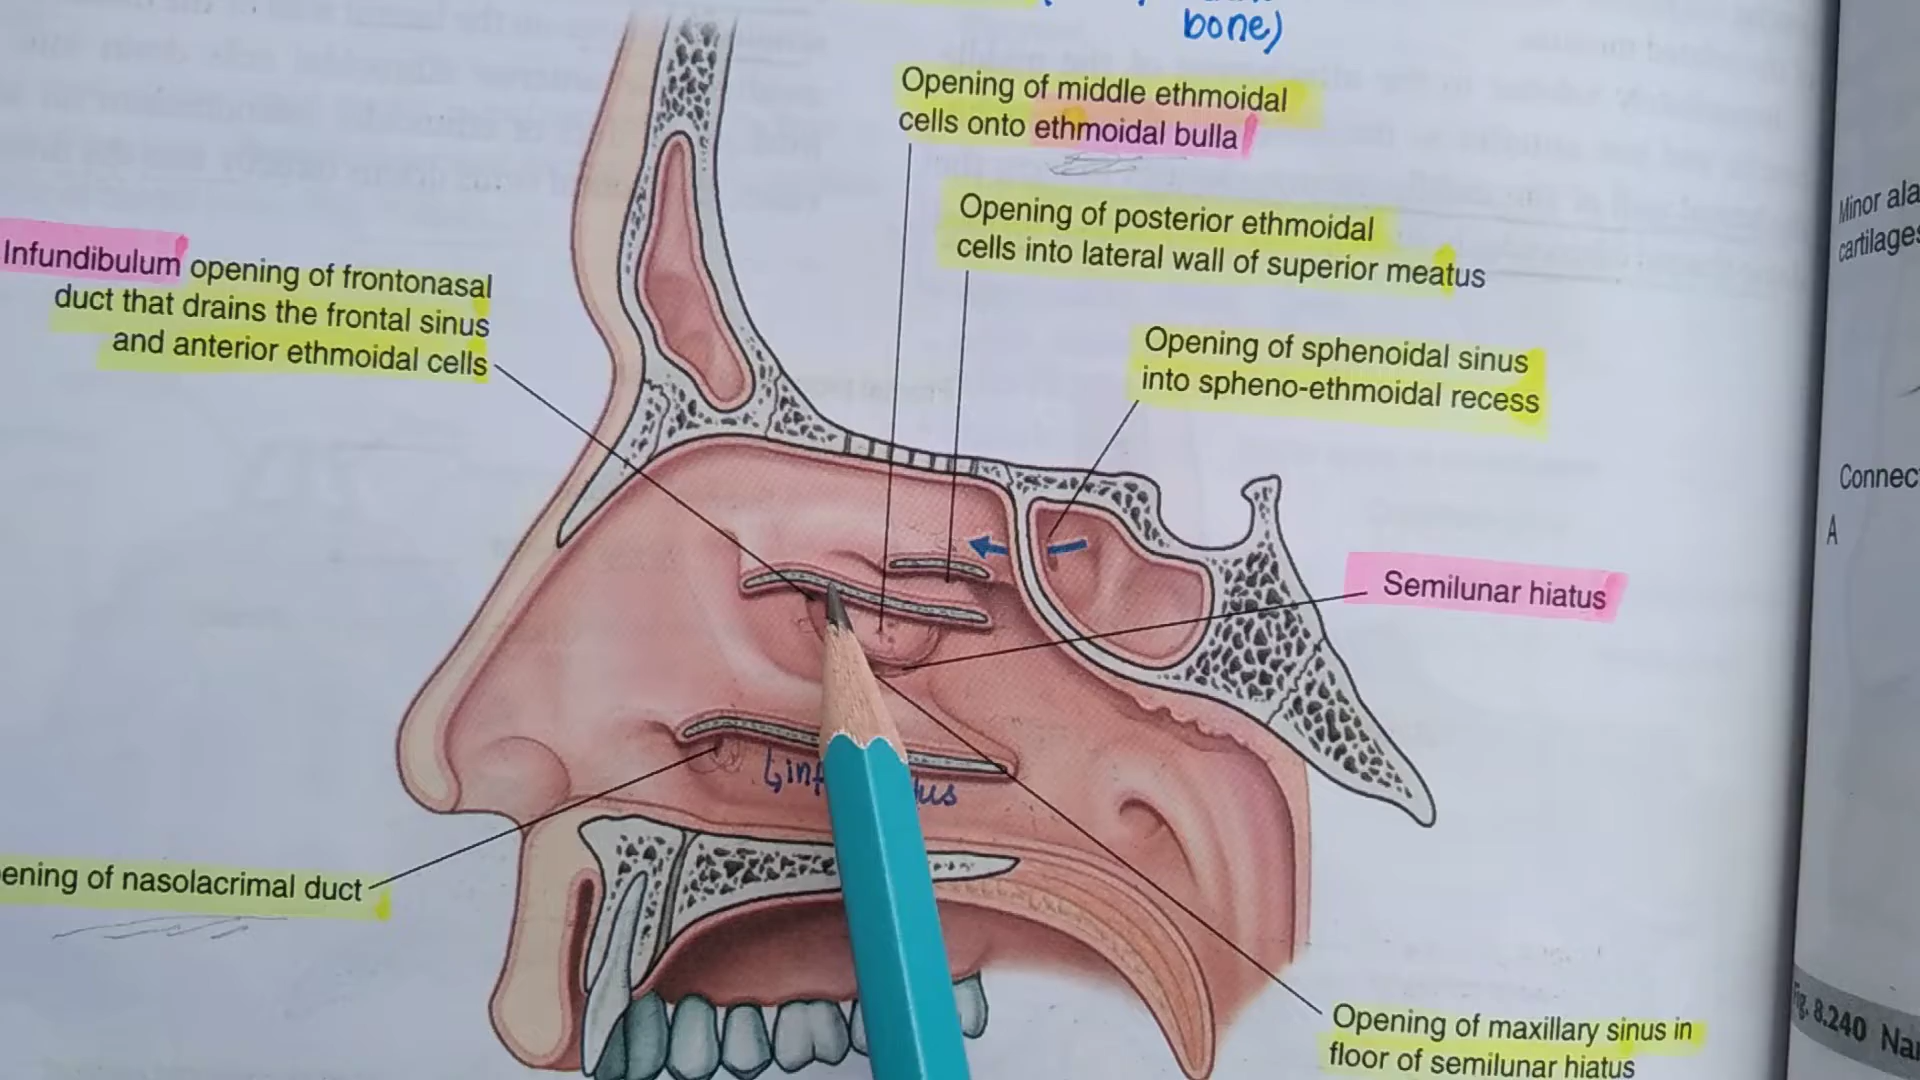 bone)
Opening of middle ethmoidal
cells onto ethmoidal bulla
Opening of posterior ethmoidal
cells into lateral wall of superior meatus
Infundibulum opening of frontonasal
duct that drains the frontal sinus
and anterior ethmoidal cells
Opening of sphenoidal sinus
into spheno-ethmoidal recess
Semilunar hiatus
ening of nasolacrimal duct
Opening of maxillary sinus in
floor of semilunar hiatus
Minor ala
cartilages
Connec
A
8.240 Na